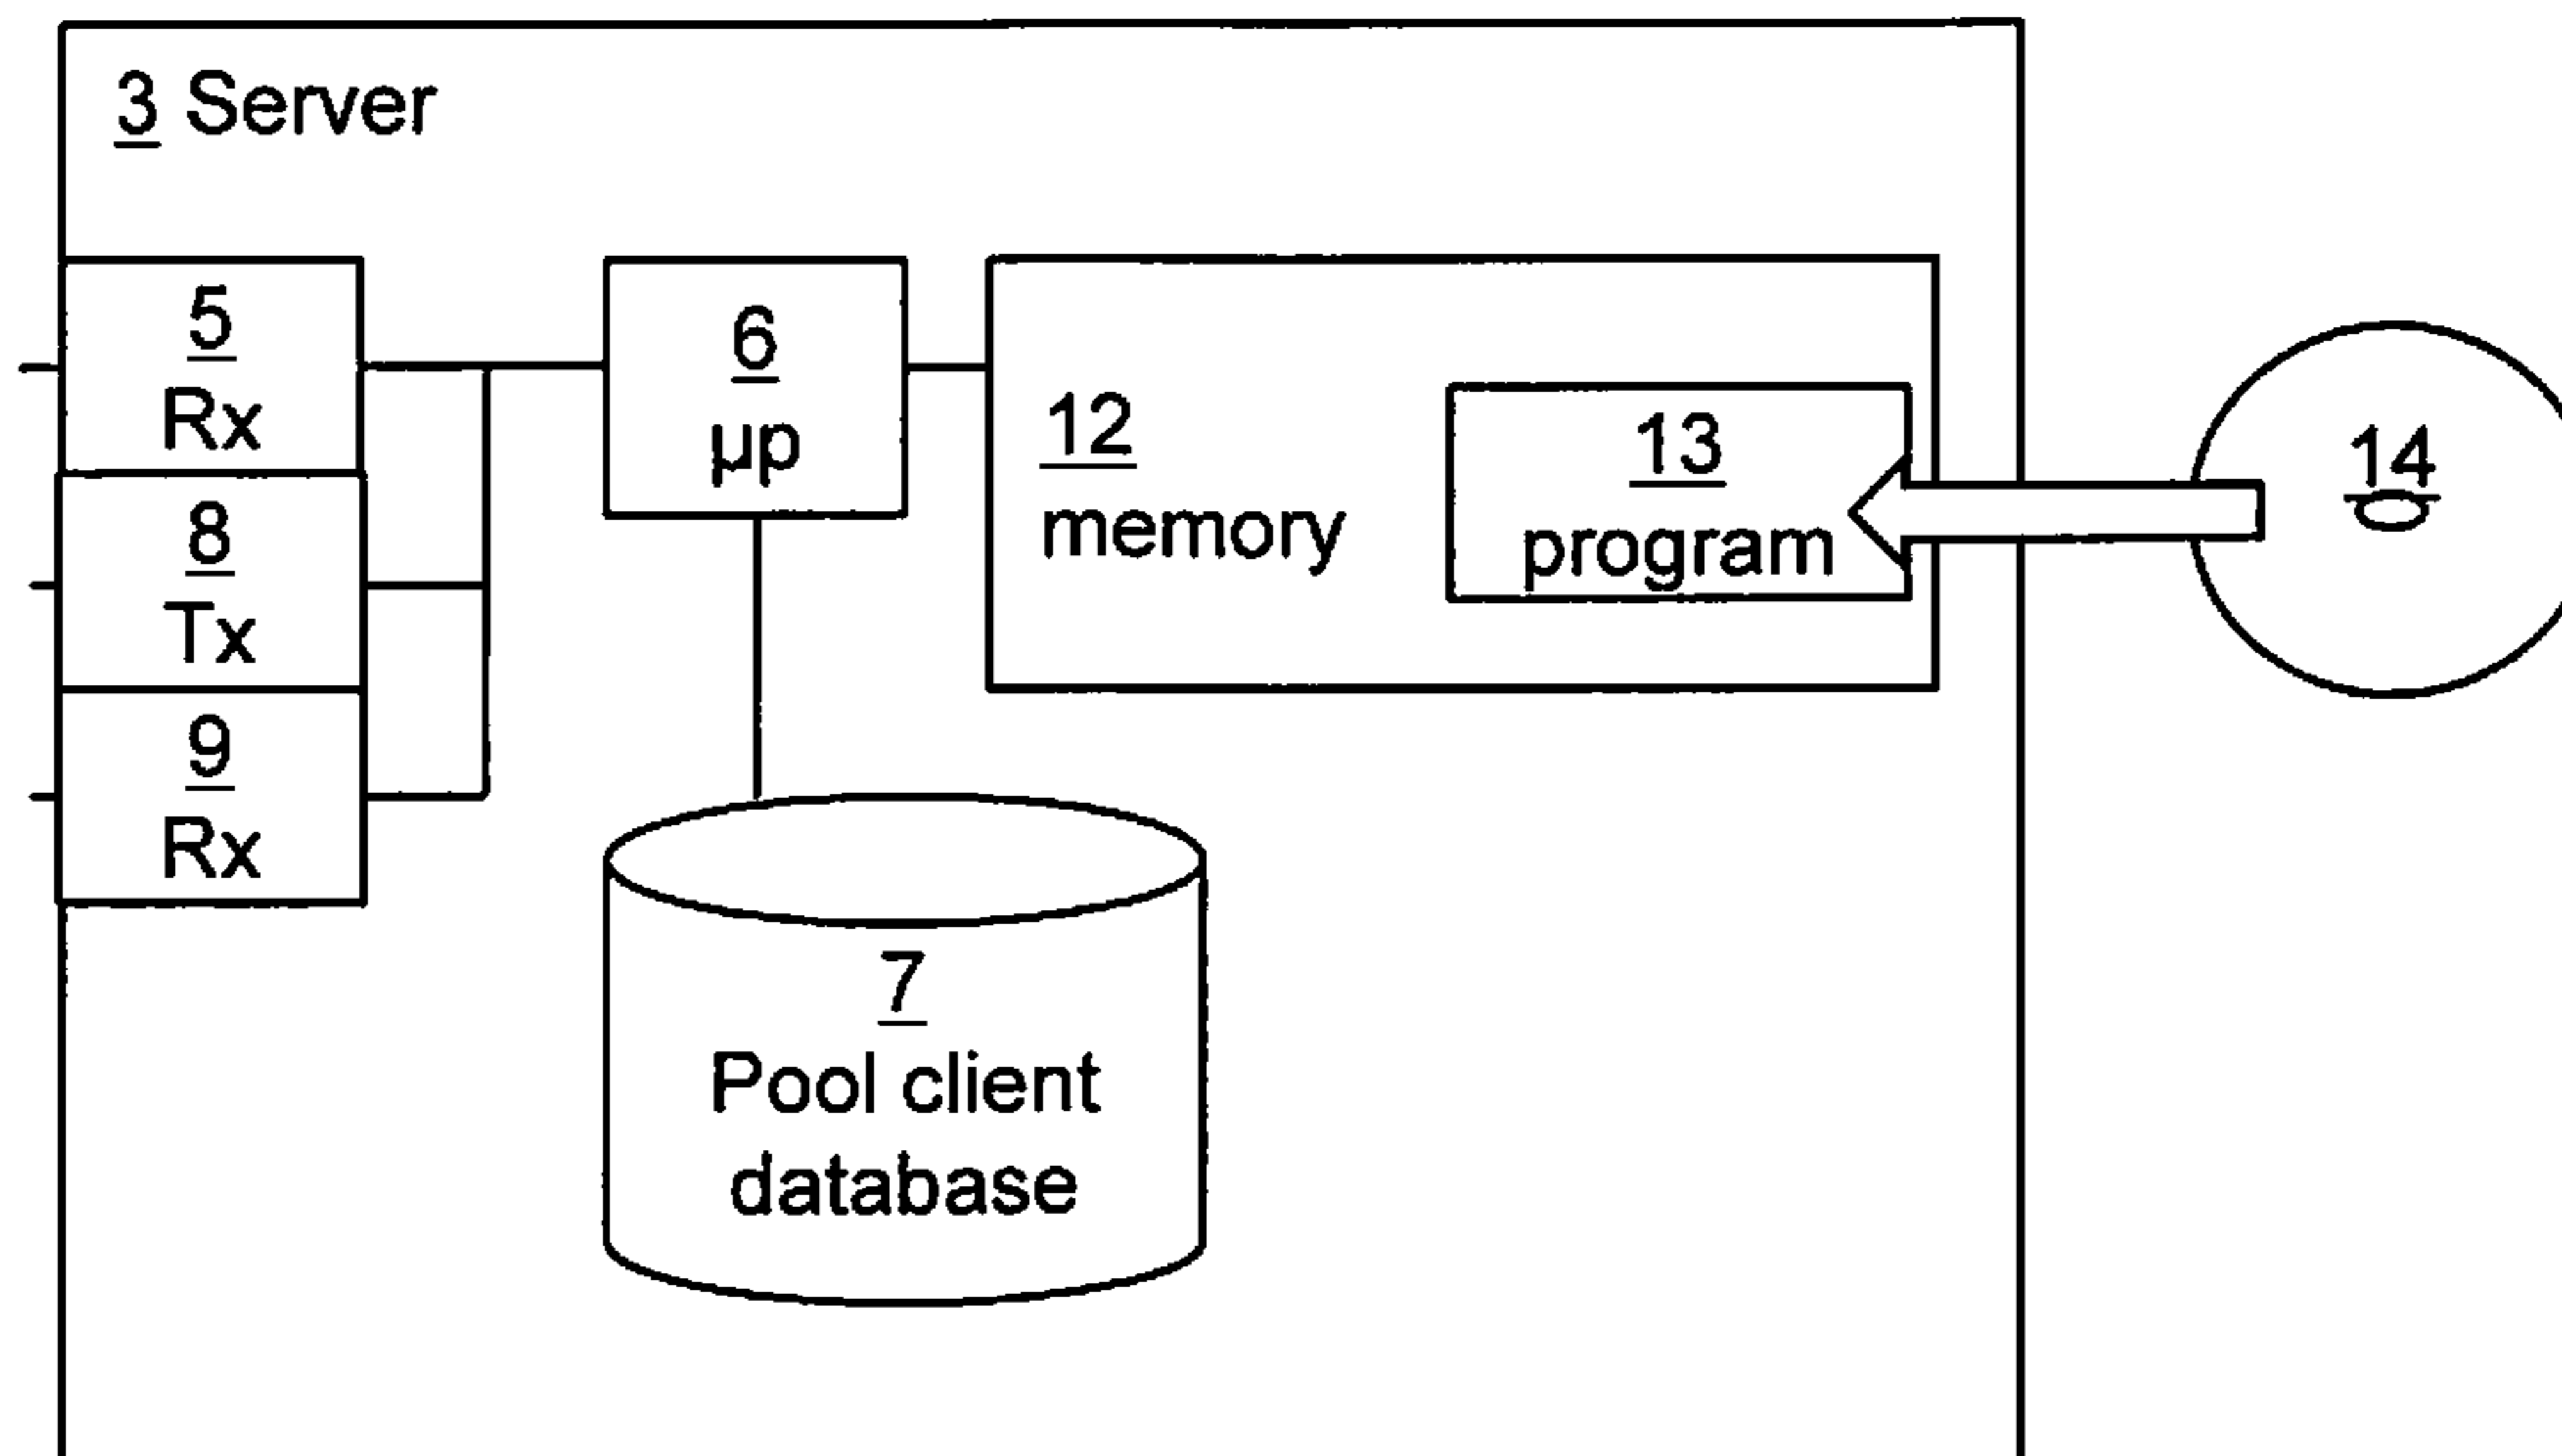 3 Server
5
Rx
6
µp
12
memory
13
program
14
8
Tx
9
Rx
7
Pool client
database